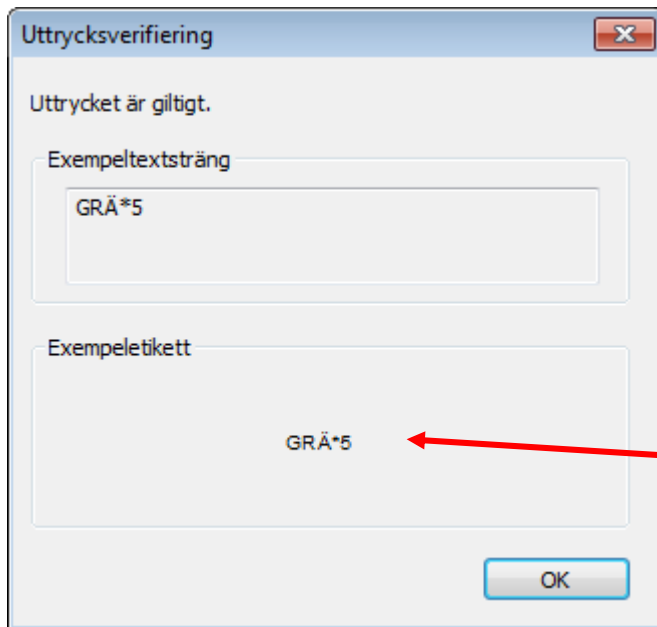 Uttrycksverifiering
Uttrycket är giltigt.
Exempeltextsträng
GRÄ*5
Exempeletikett
GRÄ*5
OK